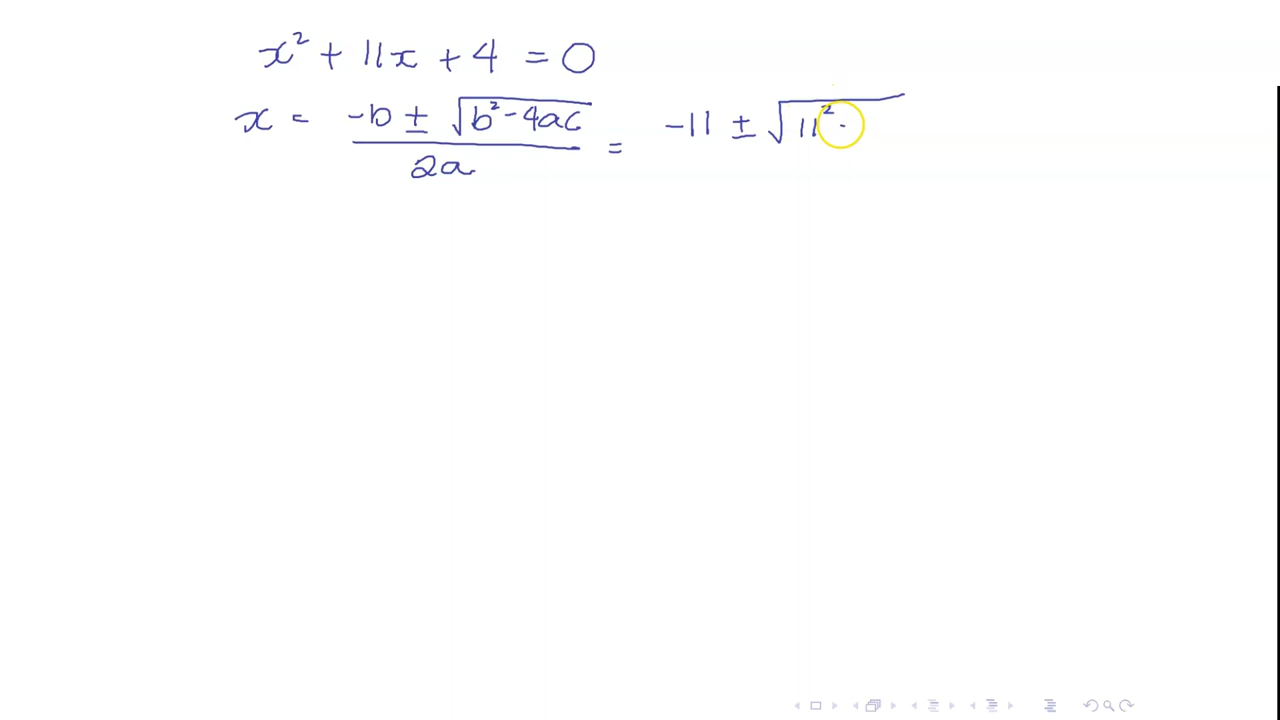 x² + 11x + 4 = 0
x = (-b ± √(b² - 4ac)) / 2a = -11 ± √(11² -